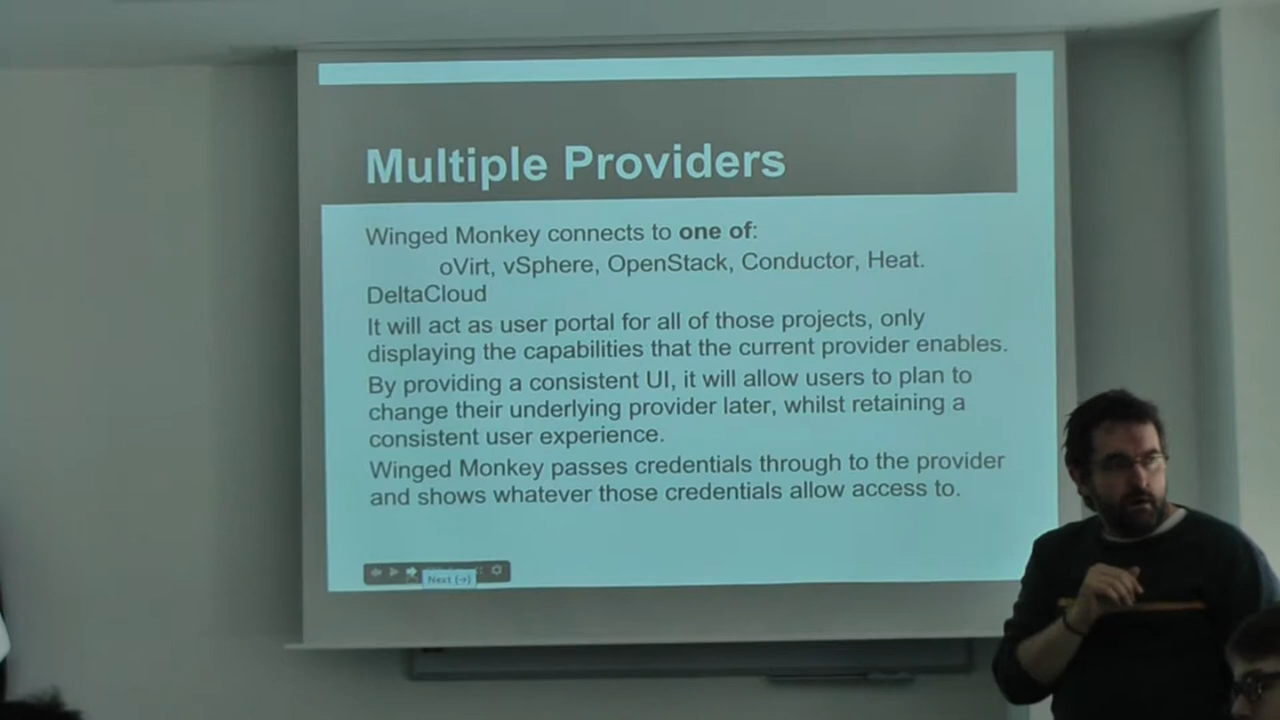 Multiple Providers
Winged Monkey connects to one of:
oVirt, vSphere, OpenStack, Conductor, Heat.
DeltaCloud
It will act as user portal for all of those projects, only
displaying the capabilities that the current provider enables.
By providing a consistent UI, it will allow users to plan to
change their underlying provider later, whilst retaining a
consistent user experience.
Winged Monkey passes credentials through to the provider
and shows whatever those credentials allow access to.
Next (→)